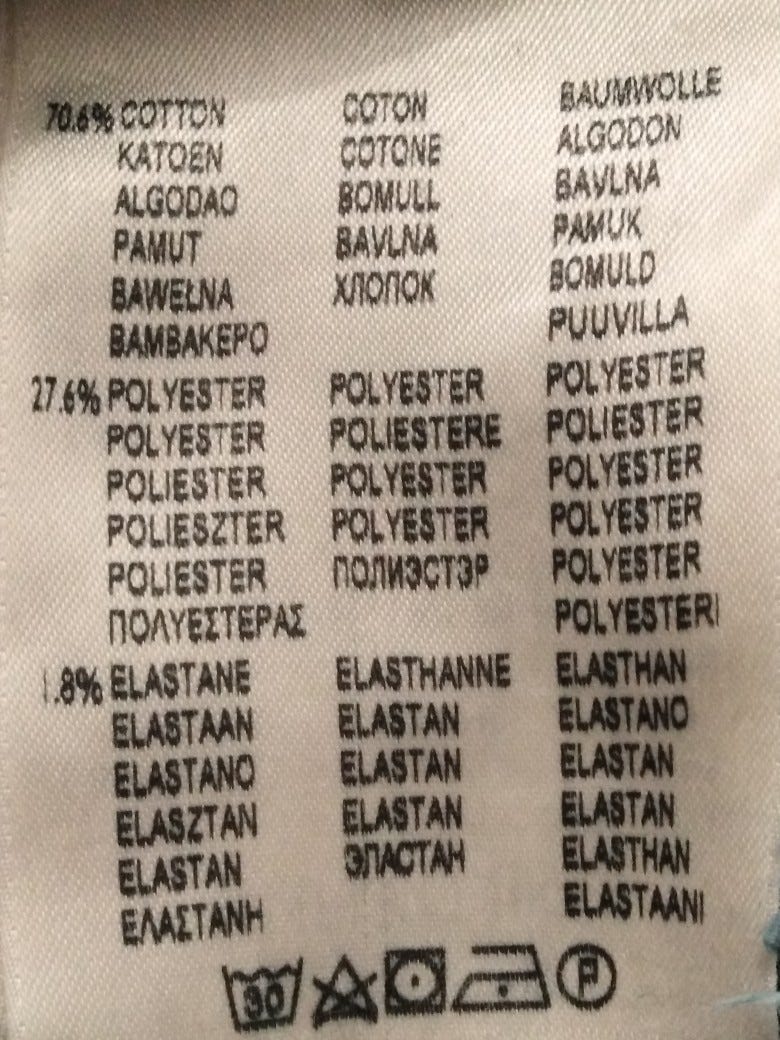 70.6% COTTON COTON BAUMWOLLE
KATOEN COTONE ALGODON
ALGODAO BOMULL BAVLNA
PAMUT BAVLNA PAMUK
BAWEŁNA ХЛОПОК BOMULD
ΒΑΜΒΑΚΕΡΟ PUUVILLA
27.6% POLYESTER POLYESTER POLYESTER
POLYESTER POLIESTERE POLIESTER
POLIESTER POLYESTER POLYESTER
POLIESZTER POLYESTER POLYESTER
POLIESTER ПОЛИЭСТЭР POLYESTER
ΠΟΛΥΕΣΤΕΡΑΣ POLYESTERI
1.8% ELASTANE ELASTHANNE ELASTHAN
ELASTAAN ELASTAN ELASTANO
ELASTANO ELASTAN ELASTAN
ELASZTAN ELASTAN ELASTAN
ELASTAN ЭЛАСТАН ELASTHAN
ΕΛΑΣΤΑΝΗ ELASTAANI
30 P